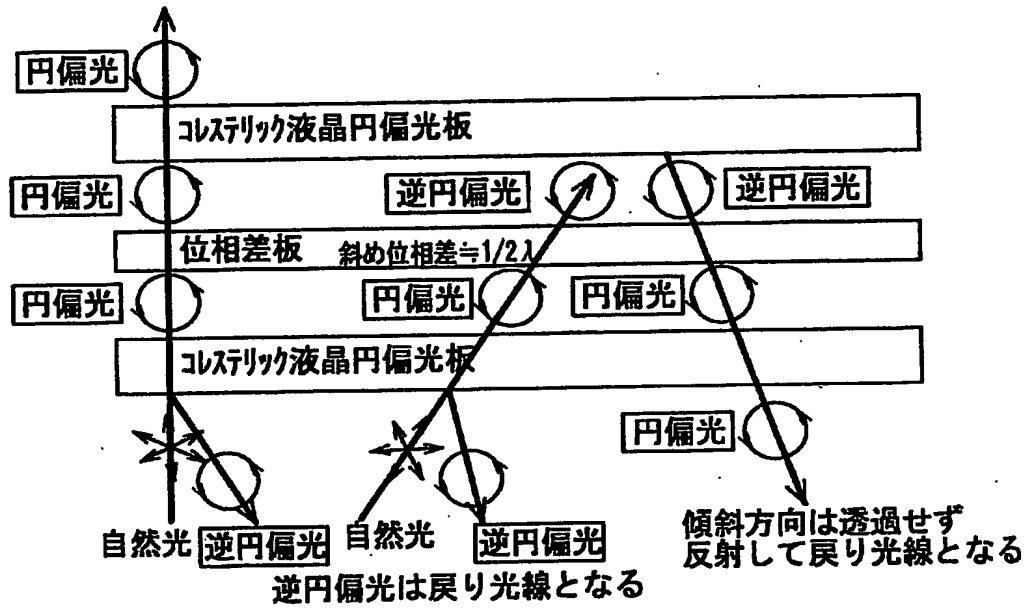 円偏光
コレステリック液晶円偏光板
円偏光
逆円偏光
逆円偏光
位相差板 斜め位相差≒1/2λ
円偏光
円偏光
円偏光
コレステリック液晶円偏光板
円偏光
自然光
逆円偏光
自然光
逆円偏光
逆円偏光は戻り光線となる
傾斜方向は透過せず
反射して戻り光線となる